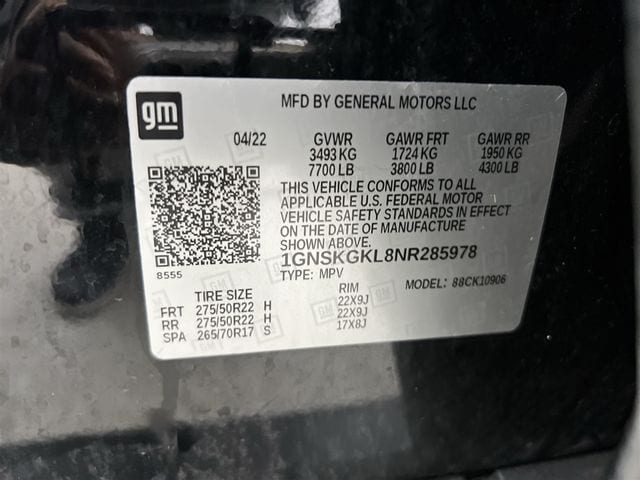 gm
MFD BY GENERAL MOTORS LLC
04/22 GVWR GAWR FRT GAWR RR
3493 KG 1724 KG 1950 KG
7700 LB 3800 LB 4300 LB
THIS VEHICLE CONFORMS TO ALL
APPLICABLE U.S. FEDERAL MOTOR
VEHICLE SAFETY STANDARDS IN EFFECT
ON THE DATE OF MANUFACTURE
SHOWN ABOVE.
1GNSKGKL8NR285978
8555
TYPE: MPV MODEL: 88CK10906
TIRE SIZE RIM
FRT 275/50R22 H 22X9J
RR 275/50R22 H 22X9J
SPA 265/70R17 S 17X8J